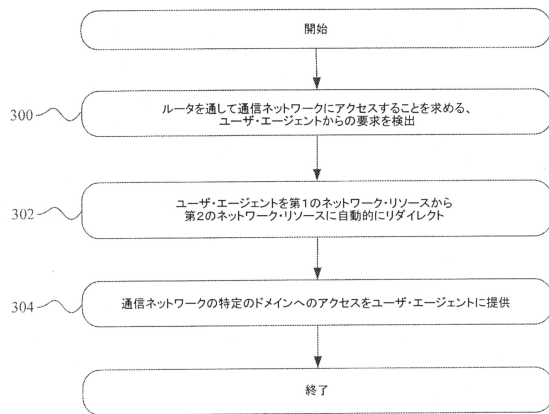 開始
300
ルータを通して通信ネットワークにアクセスすることを求める、
ユーザ・エージェントからの要求を検出
302
ユーザ・エージェントを第1のネットワーク・リソースから
第2のネットワーク・リソースに自動的にリダイレクト
304
通信ネットワークの特定のドメインへのアクセスをユーザ・エージェントに提供
終了